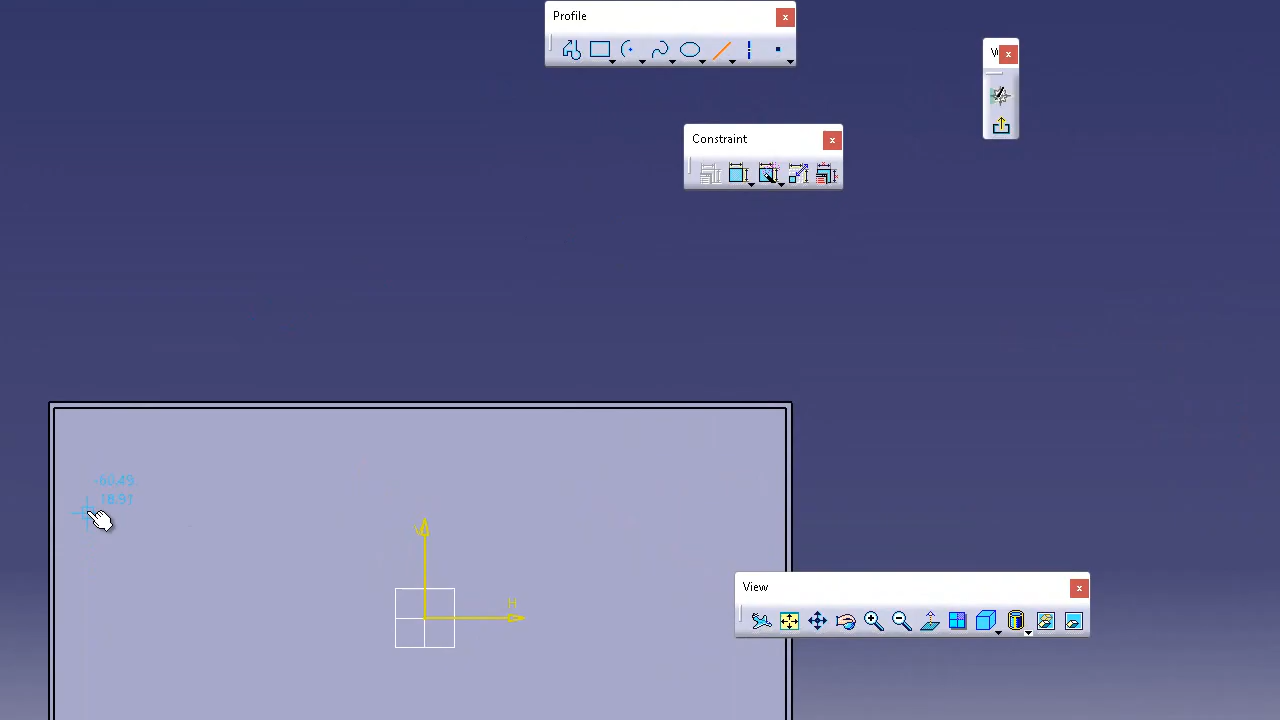 Profile
x
V
x
Constraint
x
-60.49
18.91
V
H
View
x